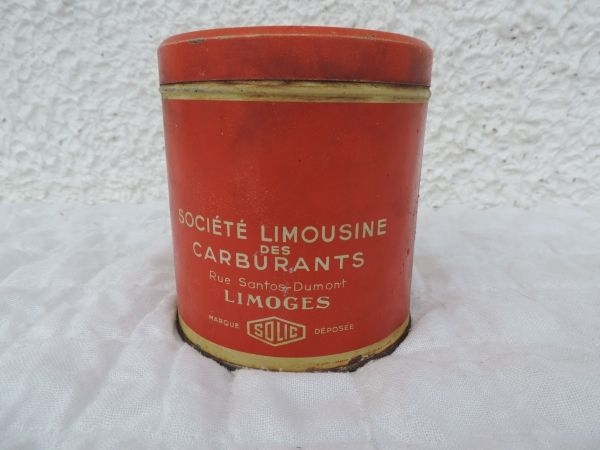 SOCIÉTÉ LIMOUSINE
DES
CARBURANTS
Rue Santos-Dumont
LIMOGES
MARQUE SOLIC DÉPOSÉE